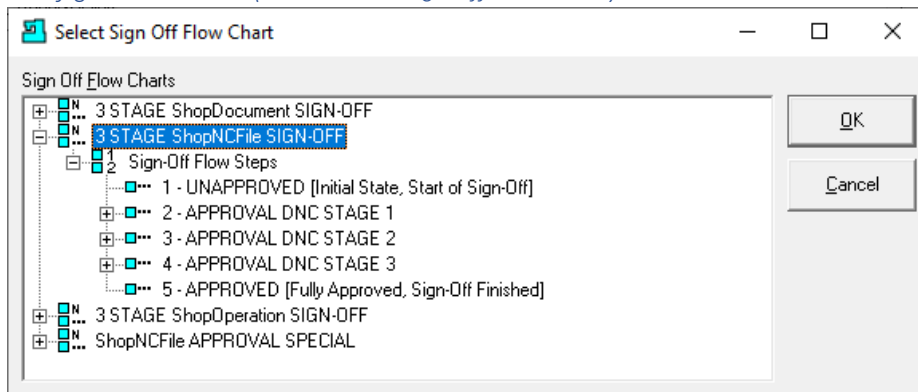 Select Sign Off Flow Chart
Sign Off Flow Charts
3 STAGE ShopDocument SIGN-OFF
3 STAGE ShopNCFile SIGN-OFF
Sign-Off Flow Steps
1 - UNAPPROVED [Initial State, Start of Sign-Off]
2 - APPROVAL DNC STAGE 1
3 - APPROVAL DNC STAGE 2
4 - APPROVAL DNC STAGE 3
5 - APPROVED [Fully Approved, Sign-Off Finished]
3 STAGE ShopOperation SIGN-OFF
ShopNCFile APPROVAL SPECIAL
OK
Cancel